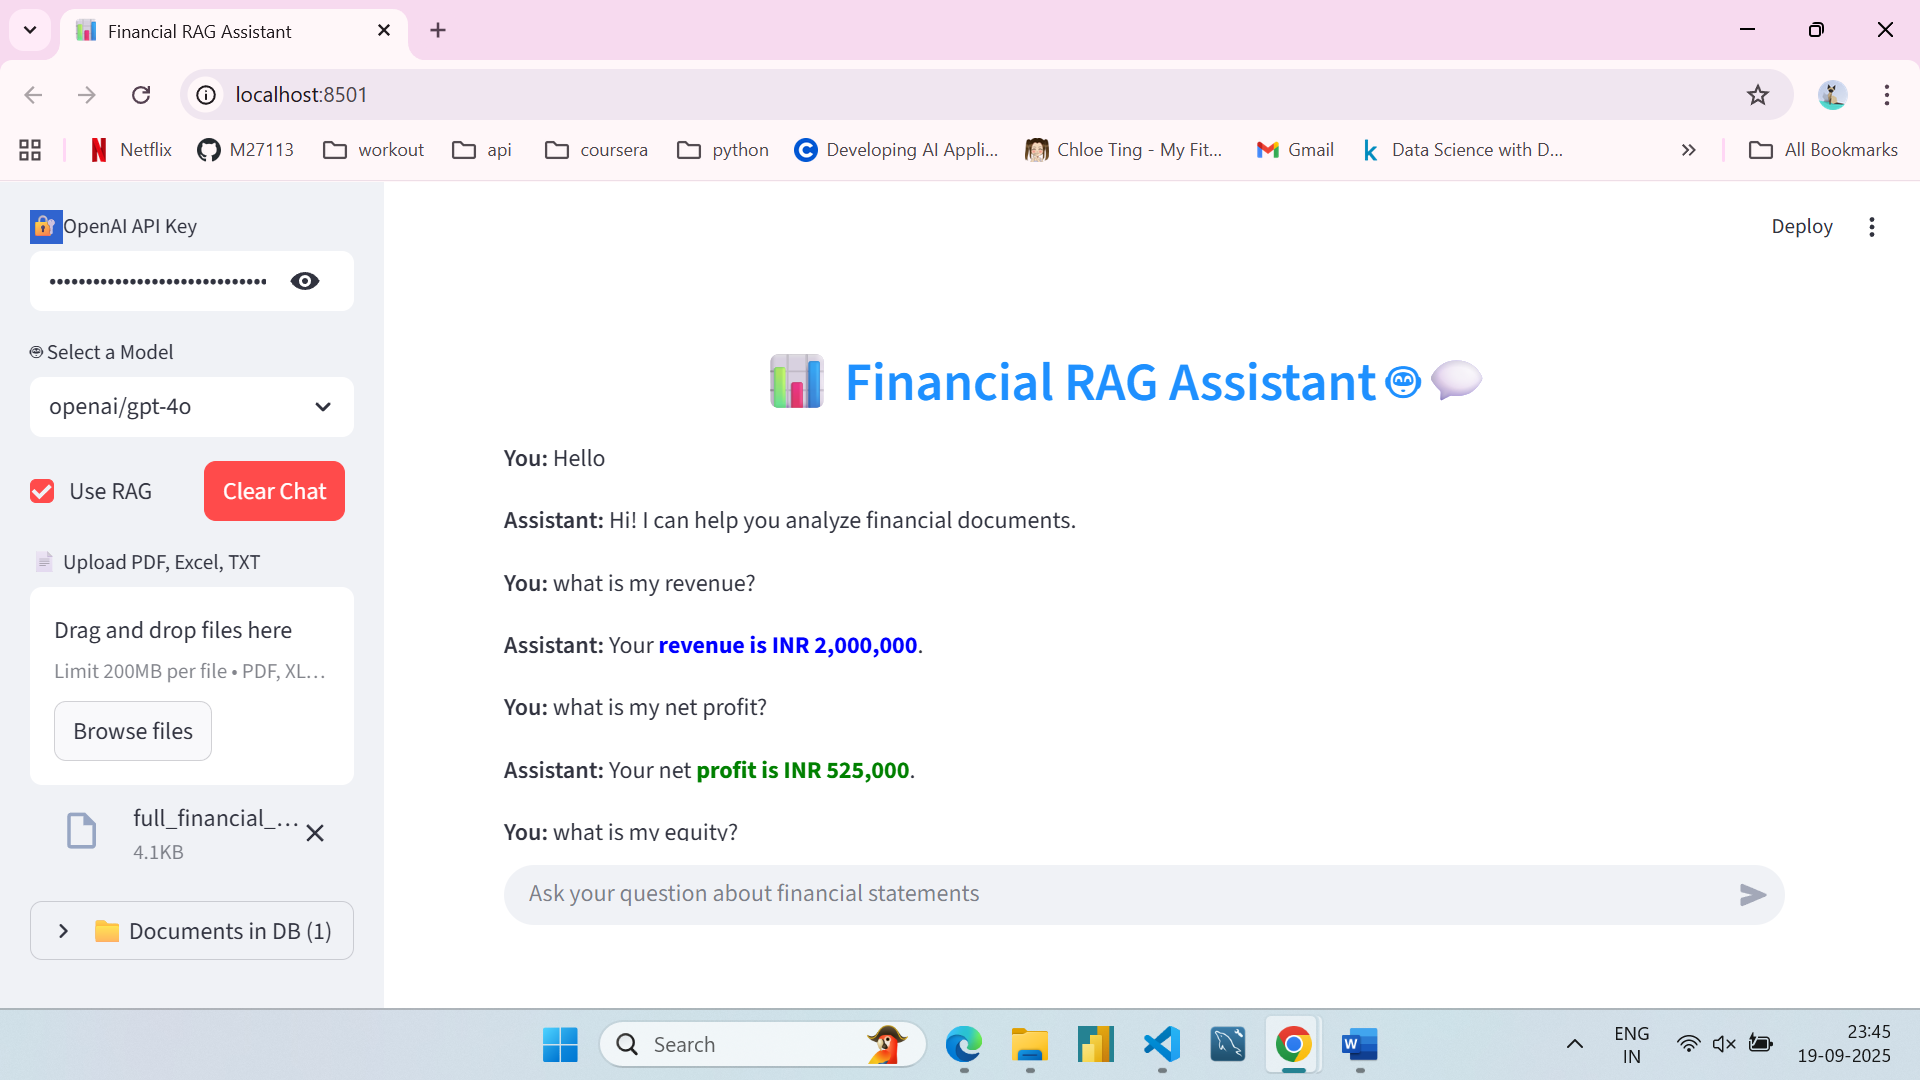 Financial RAG Assistant
localhost:8501
Netflix
M27113
workout
api
coursera
python
Developing AI Appli...
Chloe Ting - My Fit...
Gmail
Data Science with D...
All Bookmarks
OpenAI API Key
Select a Model
openai/gpt-4o
Use RAG
Clear Chat
Upload PDF, Excel, TXT
Drag and drop files here
Limit 200MB per file • PDF, XL...
Browse files
full_financial_...
4.1KB
Documents in DB (1)
Deploy
Financial RAG Assistant
You: Hello
Assistant: Hi! I can help you analyze financial documents.
You: what is my revenue?
Assistant: Your revenue is INR 2,000,000.
You: what is my net profit?
Assistant: Your net profit is INR 525,000.
You: what is my equity?
Ask your question about financial statements
Search
ENG
IN
23:45
19-09-2025